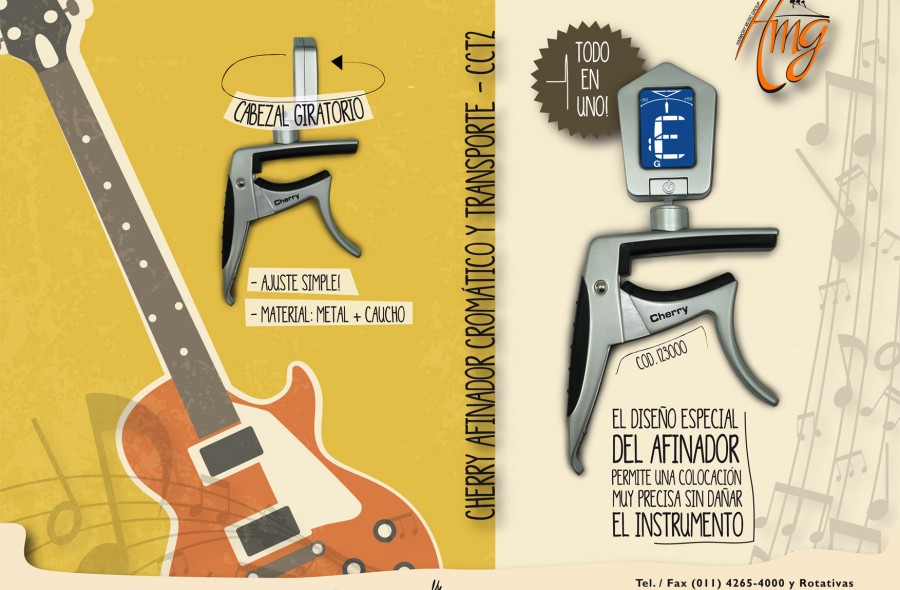 CABEZAL GIRATORIO
Cherry
- AJUSTE SIMPLE!
- MATERIAL: METAL + CAUCHO
CHERRY AFINADOR CROMÁTICO Y TRANSPORTE - CCT2
TODO
EN
UNO!
Amg
-50 +50
E
G
Cherry
COD. 123000
EL DISEÑO ESPECIAL
DEL AFINADOR
PERMITE UNA COLOCACIÓN
MUY PRECISA SIN DAÑAR
EL INSTRUMENTO
Tel. / Fax (011) 4265-4000 y Rotativas